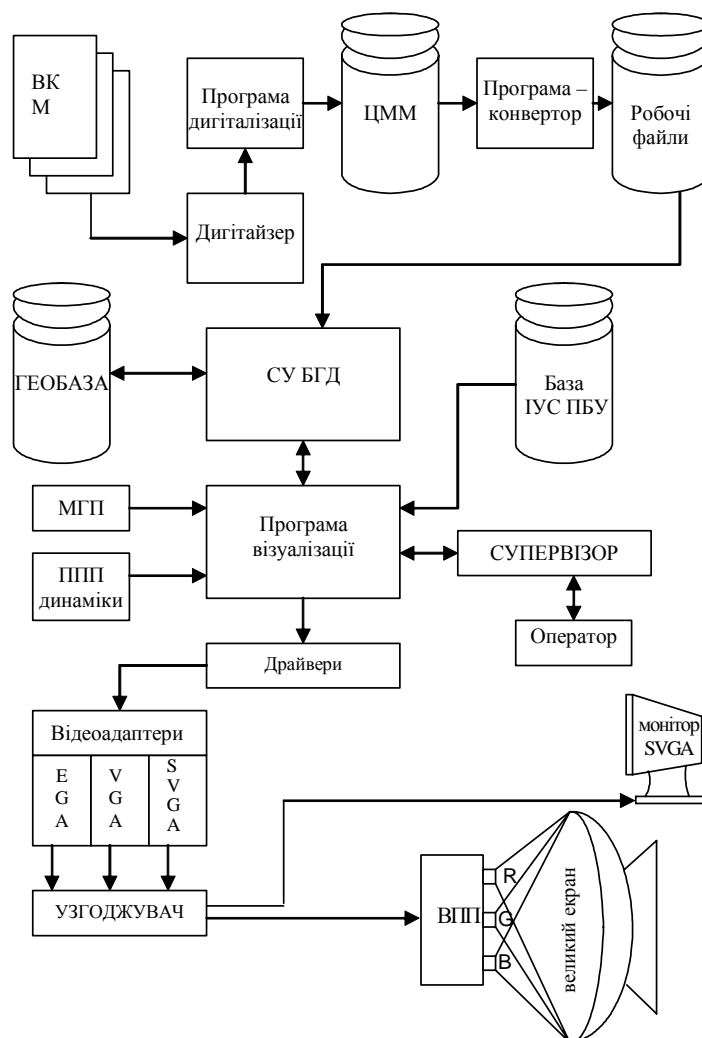 ВК
М
Програма
дигіталізації
ЦММ
Програма –
конвертор
Робочі
файли
Дигітайзер
ГЕОБАЗА
СУ БГД
База
ІУС ПБУ
МГП
Програма
візуалізації
ППП
динаміки
СУПЕРВІЗОР
Оператор
Драйвери
Відеоадаптери
E
G
A
V
G
A
S
V
G
A
монітор
SVGA
УЗГОДЖУВАЧ
ВПП
R
G
B
великий екран